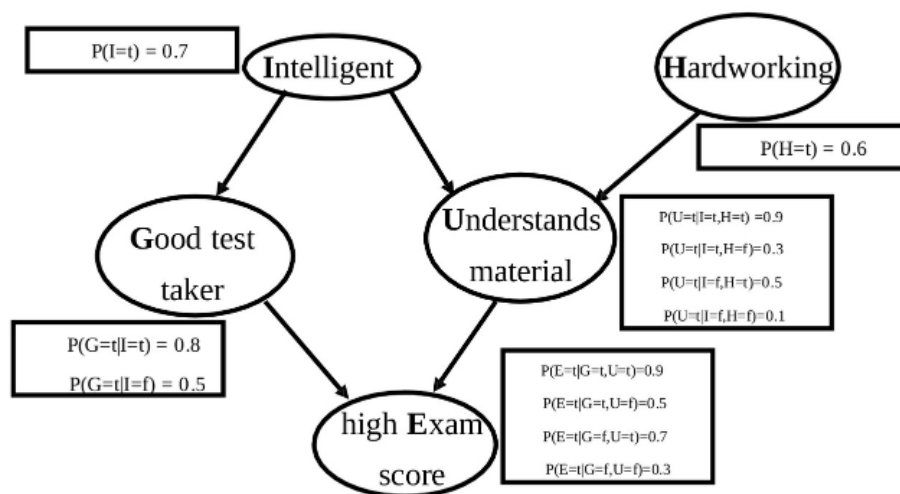 P(I=t) = 0.7
Intelligent
Hardworking
P(H=t) = 0.6
Good test
taker
Understands
material
P(U=t|I=t,H=t) =0.9
P(U=t|I=t,H=f)=0.3
P(U=t|I=f,H=t)=0.5
P(U=t|I=f,H=f)=0.1
P(G=t|I=t) = 0.8
P(G=t|I=f) = 0.5
high Exam
score
P(E=t|G=t,U=t)=0.9
P(E=t|G=t,U=f)=0.5
P(E=t|G=f,U=t)=0.7
P(E=t|G=f,U=f)=0.3